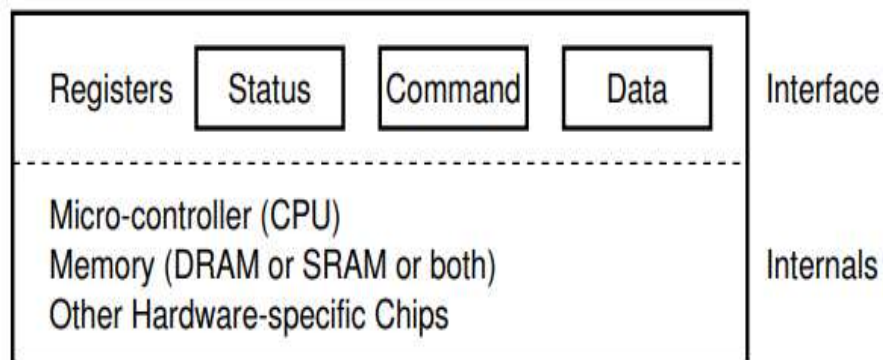 Registers Status Command Data Interface
Micro-controller (CPU)
Memory (DRAM or SRAM or both) Internals
Other Hardware-specific Chips